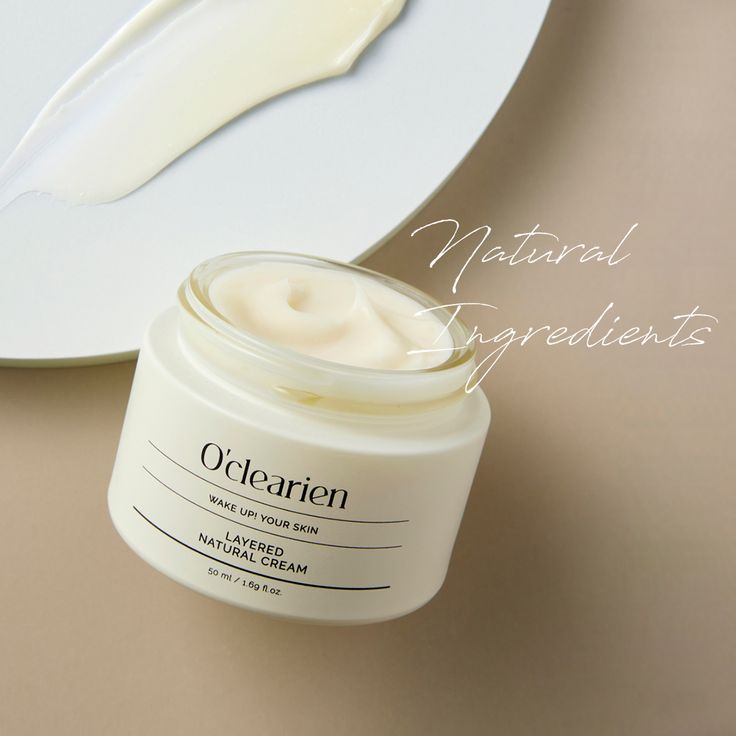 Natural
Ingredients
O'clearien
WAKE UP! YOUR SKIN
LAYERED
NATURAL CREAM
50 ml / 1.69 fl.oz.